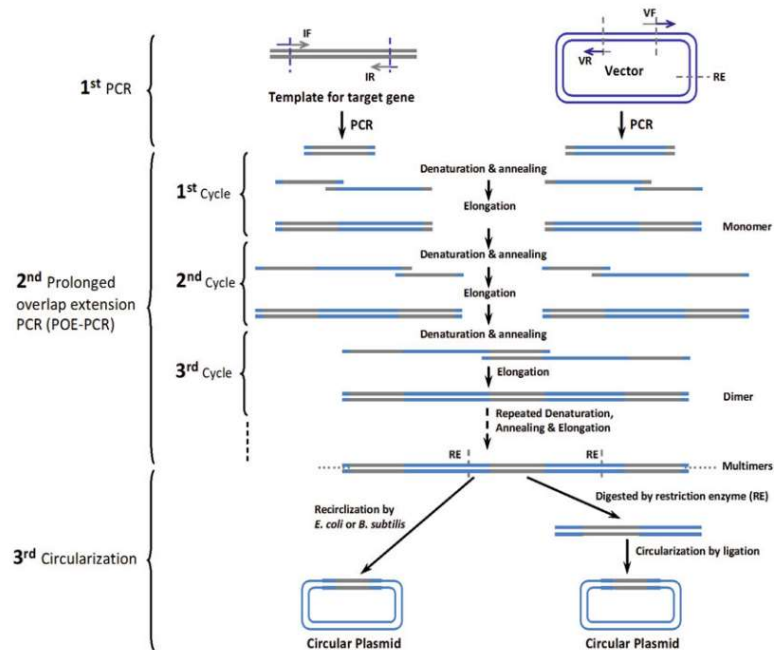 IF
IR
Template for target gene
VF
VR
Vector
RE
1st PCR
PCR
PCR
Denaturation & annealing
1st Cycle
Elongation
Monomer
Denaturation & annealing
2nd Cycle
2nd Prolonged
overlap extension
PCR (POE-PCR)
Elongation
Denaturation & annealing
3rd Cycle
Elongation
Dimer
Repeated Denaturation,
Annealing & Elongation
RE
RE
Multimers
Recirclization by
E. coli or B. subtilis
Digested by restriction enzyme (RE)
3rd Circularization
Circularization by ligation
Circular Plasmid
Circular Plasmid